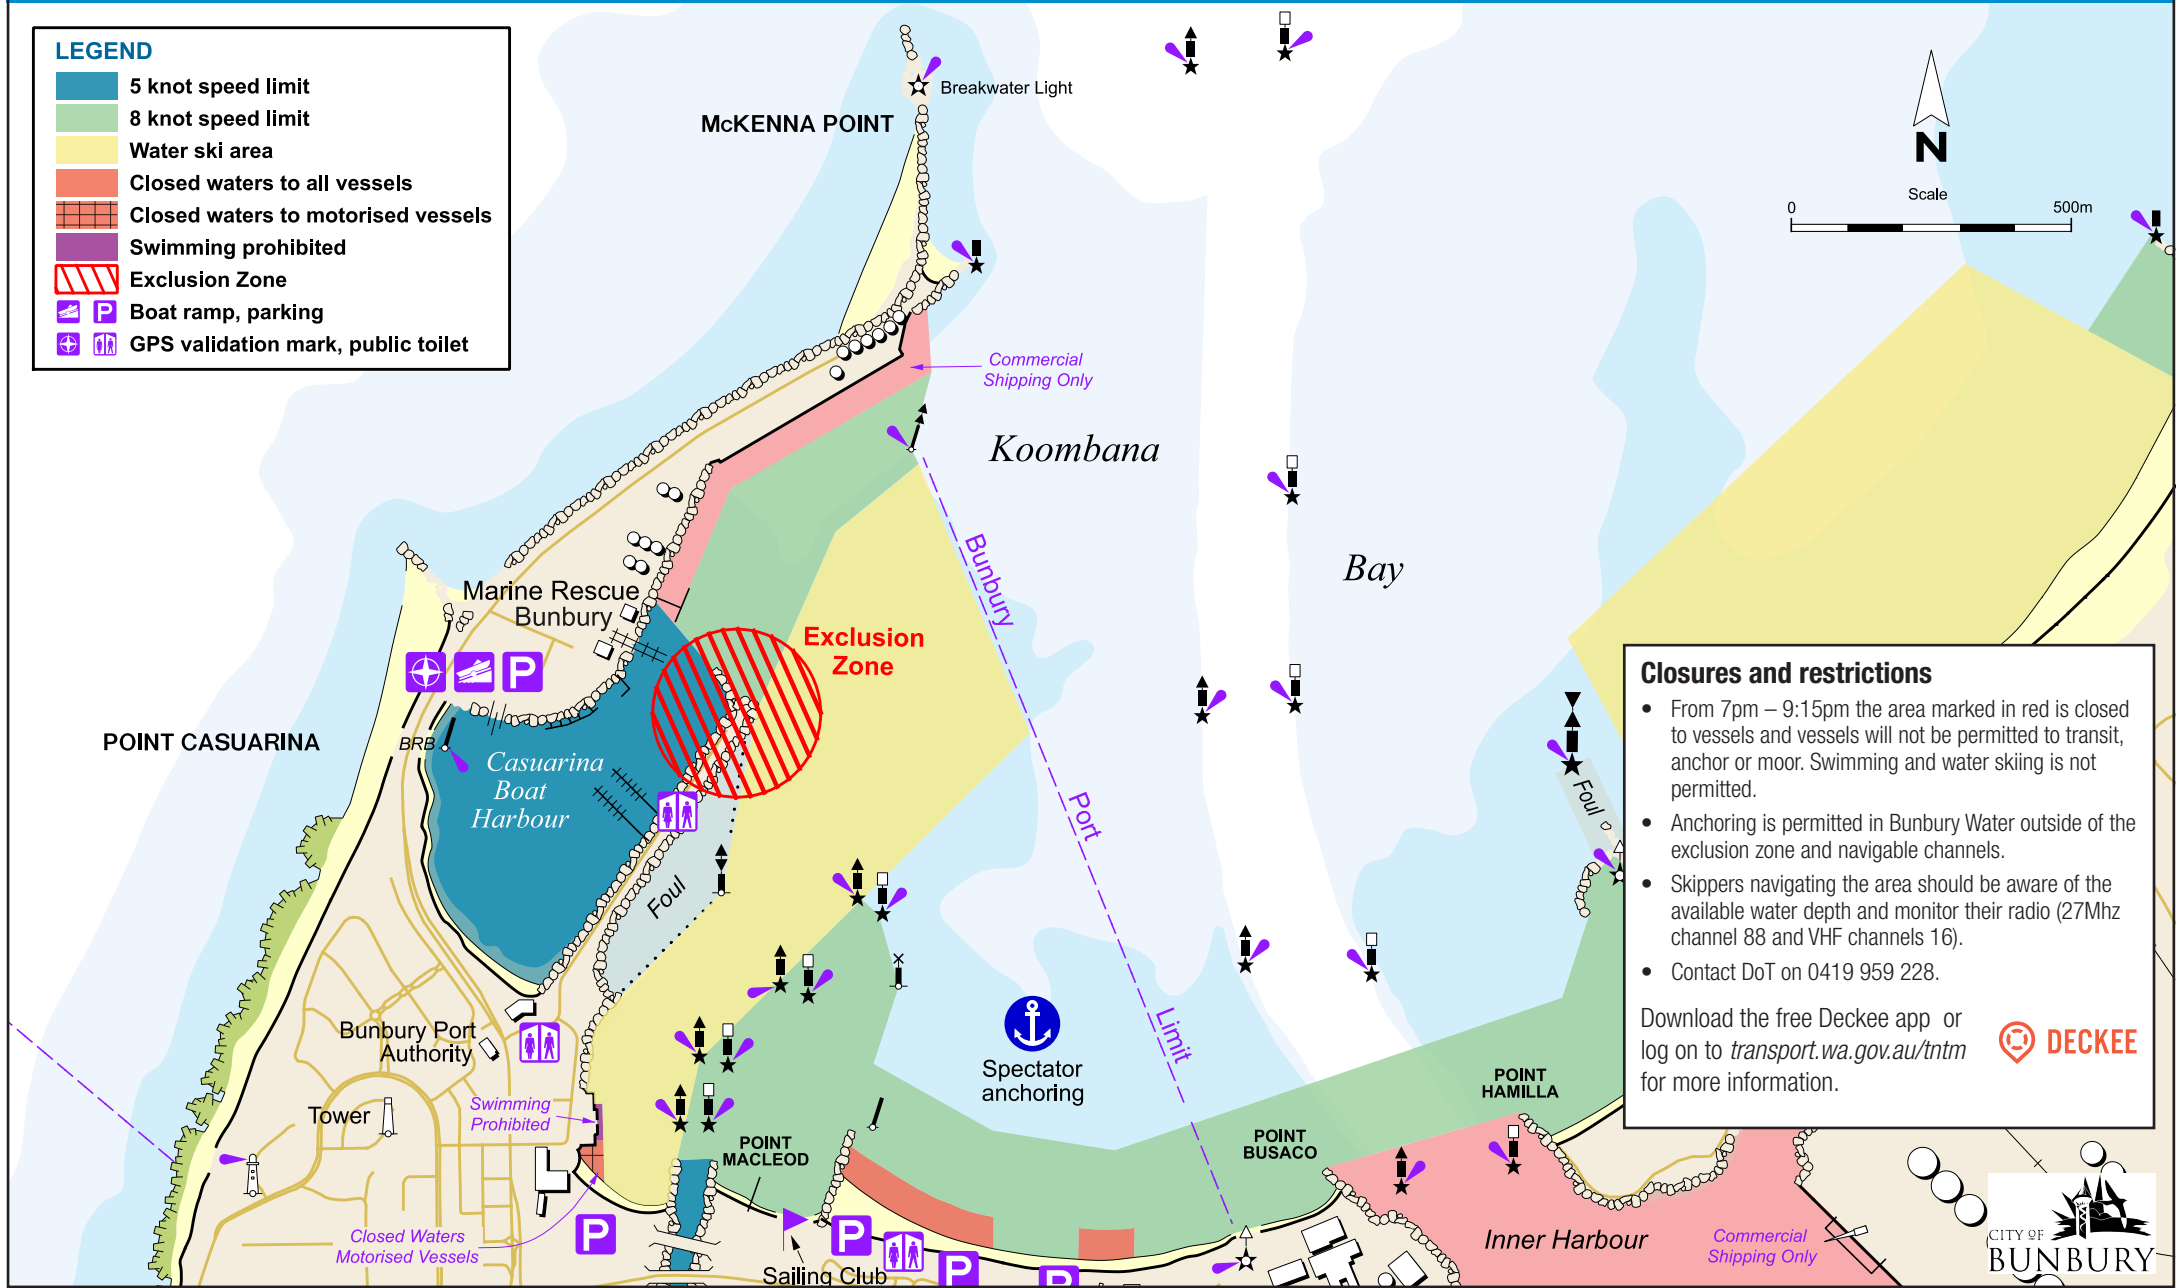 LEGEND
5 knot speed limit
8 knot speed limit
Water ski area
Closed waters to all vessels
Closed waters to motorised vessels
Swimming prohibited
Exclusion Zone
P
Boat ramp, parking
GPS validation mark, public toilet
Breakwater Light
McKENNA POINT
N
Scale
0
500m
Commercial
Shipping Only
Koombana
Bay
Bunbury
Port
Limit
Marine Rescue
Bunbury
Exclusion
Zone
P
POINT CASUARINA
BRB
Casuarina
Boat
Harbour
Foul
Foul
Closures and restrictions
• From 7pm – 9:15pm the area marked in red is closed
to vessels and vessels will not be permitted to transit,
anchor or moor. Swimming and water skiing is not
permitted.
• Anchoring is permitted in Bunbury Water outside of the
exclusion zone and navigable channels.
• Skippers navigating the area should be aware of the
available water depth and monitor their radio (27Mhz
channel 88 and VHF channels 16).
• Contact DoT on 0419 959 228.
Download the free Deckee app or
log on to transport.wa.gov.au/tntm
for more information.
DECKEE
Bunbury Port
Authority
Spectator
anchoring
Tower
Swimming
Prohibited
POINT
MACLEOD
POINT
BUSACO
POINT
HAMILLA
Closed Waters
Motorised Vessels
P
P
P
P
Sailing Club
Inner Harbour
Commercial
Shipping Only
CITY OF
BUNBURY